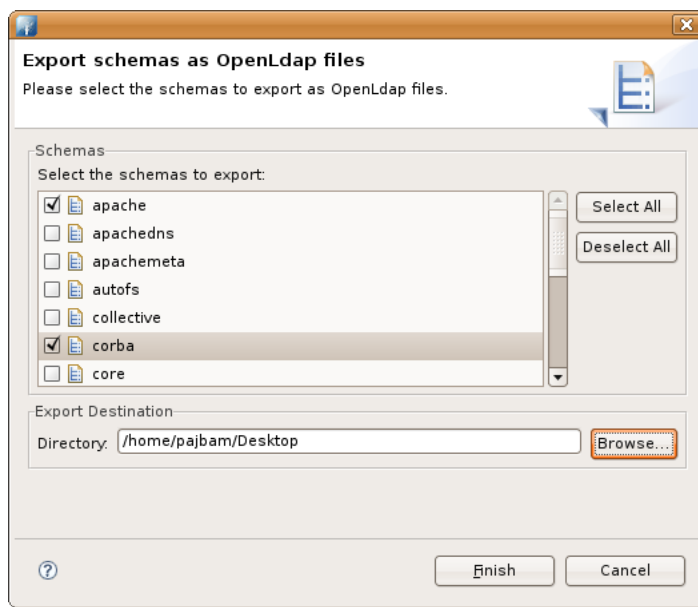 Export schemas as OpenLdap files
Please select the schemas to export as OpenLdap files.
Schemas
Select the schemas to export:
apache
apachedns
apachemeta
autofs
collective
corba
core
Select All
Deselect All
Export Destination
Directory: /home/pajbam/Desktop Browse...
? Finish Cancel